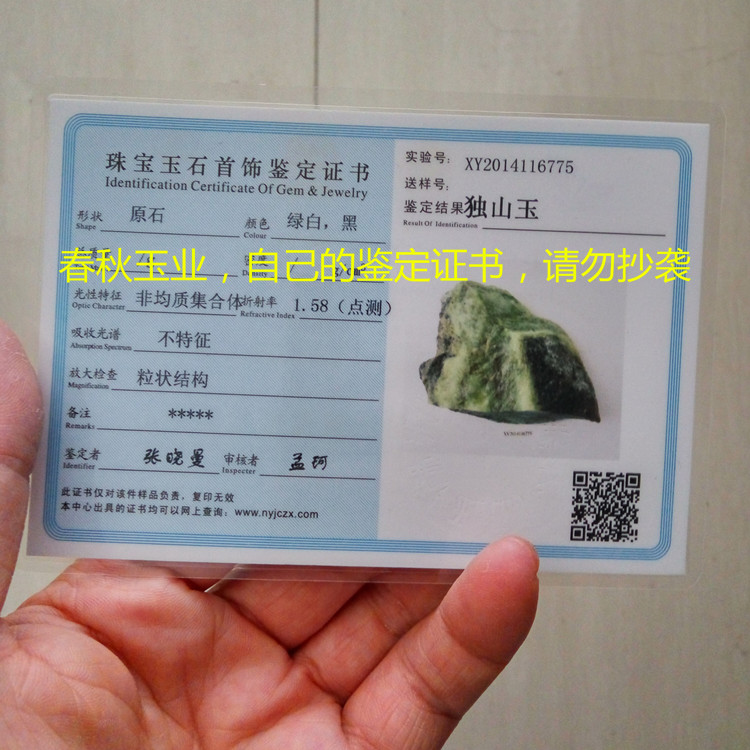 珠宝玉石首饰鉴定证书
Identification Certificate Of Gem & Jewelry
形状 原石
Shape
颜色 绿白，黑
Colour
春秋玉业，自己的鉴定证书，请勿抄袭
Density
光性特征 非均质集合体
Optic Character
折射率 1.58（点测）
Refractive Index
吸收光谱 不特征
Absorption Spectrum
放大检查 粒状结构
Magnification
备注 *****
Remarks
鉴定者 张晓曼
Identifier
审核者 孟珂
Inspecter
此证书仅对该件样品负责，复印无效
本中心出具的证书均可以网上查询：www.nyjczx.com
实验号: XY2014116775
送样号:
鉴定结果 独山玉
Result Of Identification